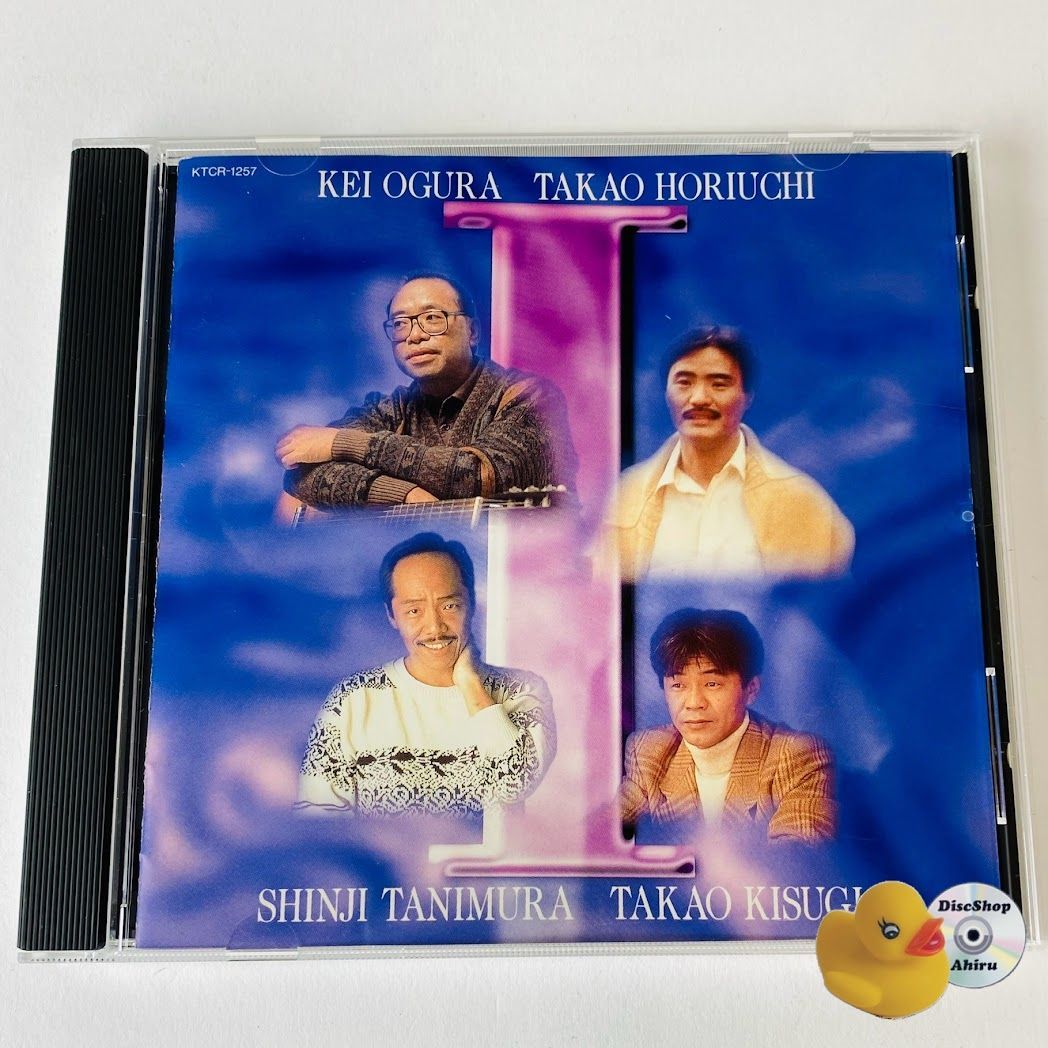 KTCR-1257
KEI OGURA TAKAO HORIUCHI
I
SHINJI TANIMURA TAKAO KISUGI
DiscShop
Ahiru